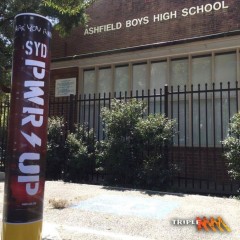 ASHFIELD BOYS HIGH SCHOOL
SYD
PWR UP
TRIPLE